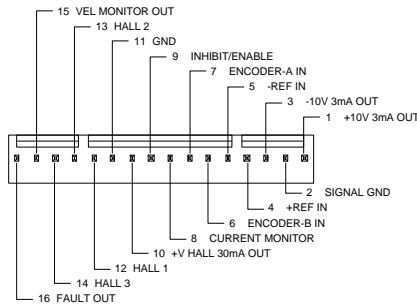 15 VEL MONITOR OUT
13 HALL 2
11 GND
9 INHIBIT/ENABLE
7 ENCODER-A IN
5 -REF IN
3 -10V 3mA OUT
1 +10V 3mA OUT
2 SIGNAL GND
4 +REF IN
6 ENCODER-B IN
8 CURRENT MONITOR
10 +V HALL 30mA OUT
12 HALL 1
14 HALL 3
16 FAULT OUT